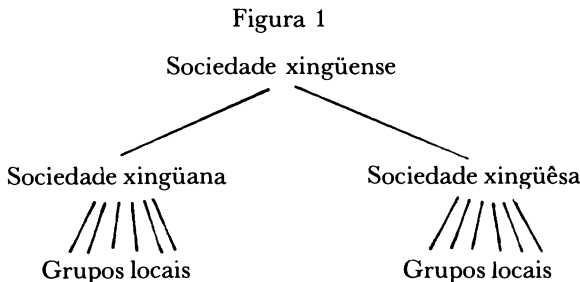 Figura 1
Sociedade xingüense
Sociedade xingüana Sociedade xingüêsa
Grupos locais Grupos locais